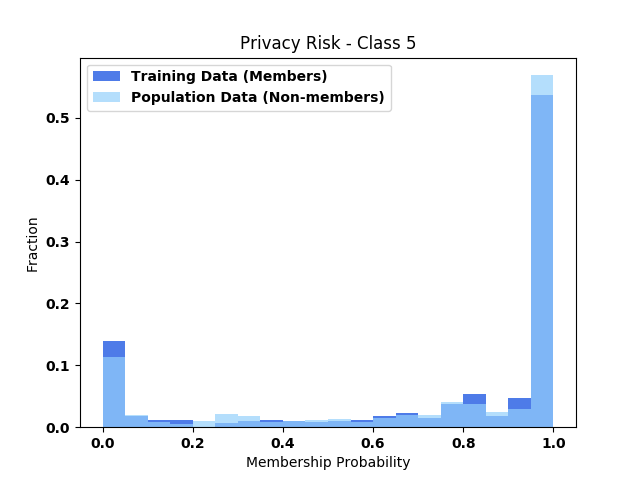 Privacy Risk - Class 5
Training Data (Members)
Population Data (Non-members)
0.5
0.4
0.3
0.2
0.1
0.0
Fraction
0.0 0.2 0.4 0.6 0.8 1.0
Membership Probability